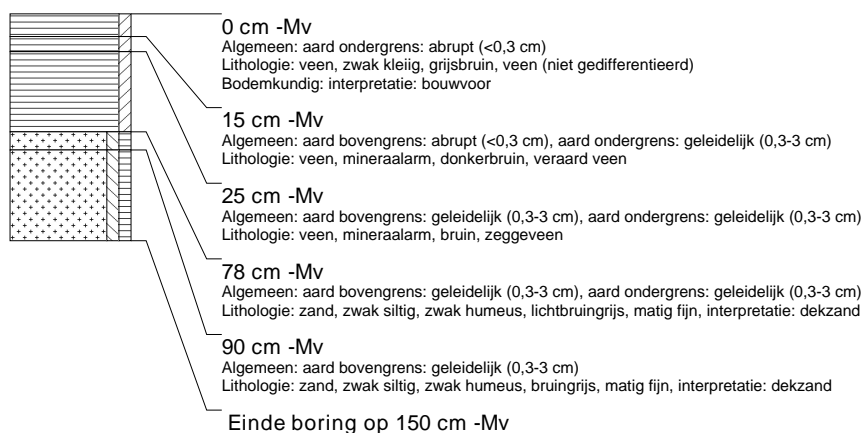 0 cm -Mv
Algemeen: aard ondergrens: abrupt (<0,3 cm)
Lithologie: veen, zwak kleiig, grijsbruin, veen (niet gedifferentieerd)
Bodemkundig: interpretatie: bouwvoor
15 cm -Mv
Algemeen: aard bovengrens: abrupt (<0,3 cm), aard ondergrens: geleidelijk (0,3-3 cm)
Lithologie: veen, mineraalarm, donkerbruin, veraard veen
25 cm -Mv
Algemeen: aard bovengrens: geleidelijk (0,3-3 cm), aard ondergrens: geleidelijk (0,3-3 cm)
Lithologie: veen, mineraalarm, bruin, zeggeveen
78 cm -Mv
Algemeen: aard bovengrens: geleidelijk (0,3-3 cm), aard ondergrens: geleidelijk (0,3-3 cm)
Lithologie: zand, zwak siltig, zwak humeus, lichtbruingrijs, matig fijn, interpretatie: dekzand
90 cm -Mv
Algemeen: aard bovengrens: geleidelijk (0,3-3 cm)
Lithologie: zand, zwak siltig, zwak humeus, bruingrijs, matig fijn, interpretatie: dekzand
Einde boring op 150 cm -Mv